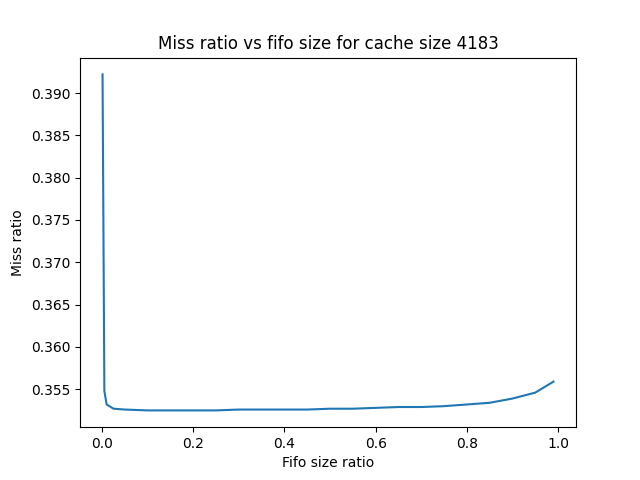 Miss ratio vs fifo size for cache size 4183
0.390
0.385
0.380
0.375
0.370
0.365
0.360
0.355
Miss ratio
0.0 0.2 0.4 0.6 0.8 1.0
Fifo size ratio